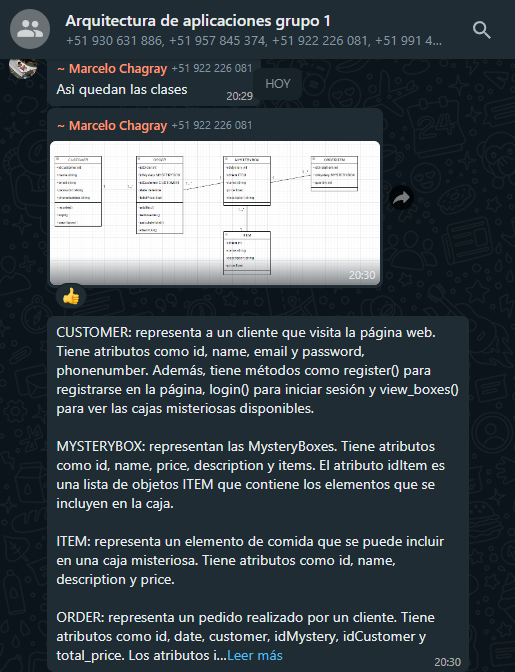 Arquitectura de aplicaciones grupo 1
+51 930 631 886, +51 957 845 374, +51 922 226 081, +51 991 4...
~ Marcelo Chagray +51 922 226 081
Asì quedan las clases
20:29
HOY
~ Marcelo Chagray +51 922 226 081
CUSTOMER
ORDER
MYSTERYBOX
ORDERITEM
ITEM
20:30
CUSTOMER: representa a un cliente que visita la página web.
Tiene atributos como id, name, email y password,
phonenumber. Además, tiene métodos como register() para
registrarse en la página, login() para iniciar sesión y view_boxes()
para ver las cajas misteriosas disponibles.
MYSTERYBOX: representan las MysteryBoxes. Tiene atributos
como id, name, price, description y items. El atributo idItem es
una lista de objetos ITEM que contiene los elementos que se
incluyen en la caja.
ITEM: representa un elemento de comida que se puede incluir
en una caja misteriosa. Tiene atributos como id, name,
description y price.
ORDER: representa un pedido realizado por un cliente. Tiene
atributos como id, date, customer, idMystery, idCustomer y
total_price. Los atributos i...Leer más
20:30